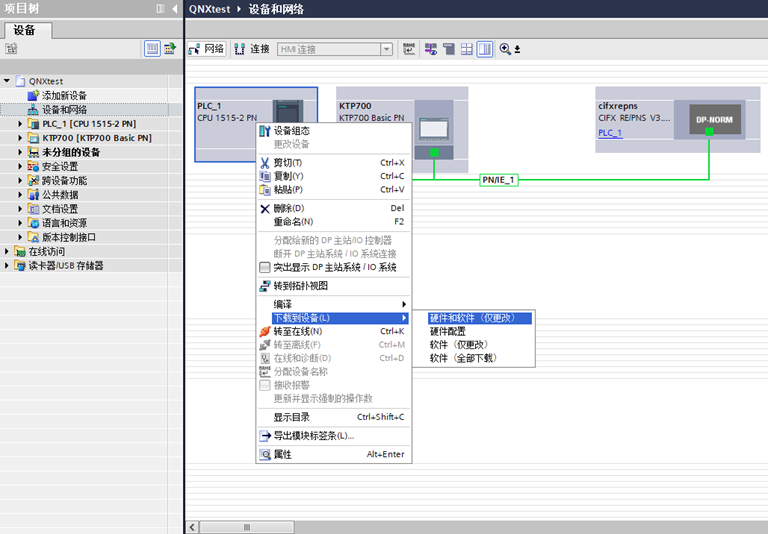 项目树
QNXtest ▸ 设备和网络
设备
网络
连接
HMI 连接
QNXtest
添加新设备
设备和网络
PLC_1 [CPU 1515-2 PN]
KTP700 [KTP700 Basic PN]
未分组的设备
安全设置
跨设备功能
公共数据
文档设置
语言和资源
版本控制接口
在线访问
读卡器/USB 存储器
PLC_1
CPU 1515-2 PN
KTP700
KTP700 Basic PN
cifxrepns
CIFX RE/PNS V3....
PLC_1
DP-NORM
PN/IE_1
设备组态
更改设备
剪切(T) Ctrl+X
复制(Y) Ctrl+C
粘贴(P) Ctrl+V
删除(D) Del
重命名(N) F2
分配给新的 DP 主站/IO 控制器
断开 DP 主站系统 / IO 系统连接
突出显示 DP 主站系统 / IO 系统
转到拓扑视图
编译
下载到设备(L)
硬件和软件（仅更改）
硬件配置
软件（仅更改）
软件（全部下载）
转至在线(N) Ctrl+K
转至离线(F) Ctrl+M
在线和诊断(D) Ctrl+D
分配设备名称
接收报警
更新并显示强制的操作数
显示目录 Ctrl+Shift+C
导出模块标签条(L)...
属性 Alt+Enter